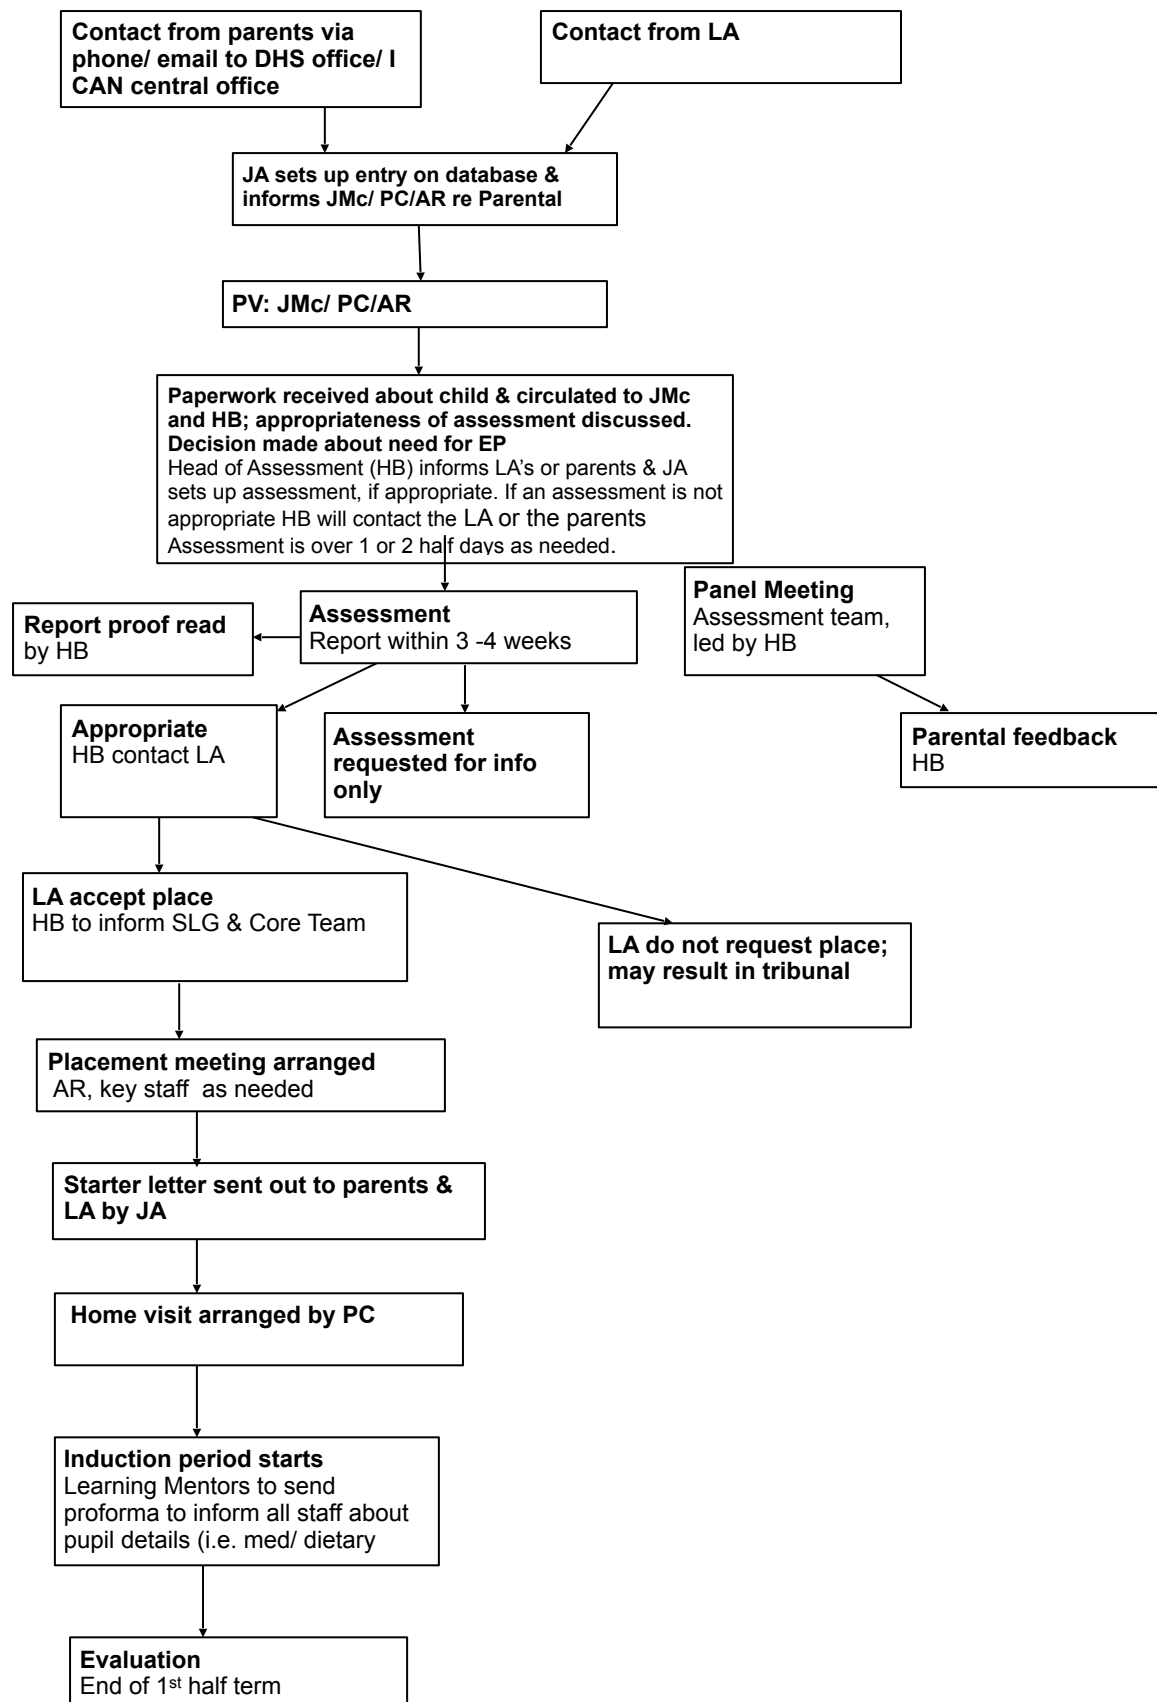 Contact from parents via
phone/ email to DHS office/ I
CAN central office
Contact from LA
JA sets up entry on database &
informs JMc/ PC/AR re Parental
PV: JMc/ PC/AR
Paperwork received about child & circulated to JMc
and HB; appropriateness of assessment discussed.
Decision made about need for EP
Head of Assessment (HB) informs LA’s or parents & JA
sets up assessment, if appropriate. If an assessment is not
appropriate HB will contact the LA or the parents
Assessment is over 1 or 2 half days as needed.
Panel Meeting
Assessment team,
led by HB
Report proof read
by HB
Assessment
Report within 3 -4 weeks
Appropriate
HB contact LA
Assessment
requested for info
only
Parental feedback
HB
LA accept place
HB to inform SLG & Core Team
LA do not request place;
may result in tribunal
Placement meeting arranged
AR, key staff  as needed
Starter letter sent out to parents &
LA by JA
Home visit arranged by PC
Induction period starts
Learning Mentors to send
proforma to inform all staff about
pupil details (i.e. med/ dietary
Evaluation
End of 1st half term